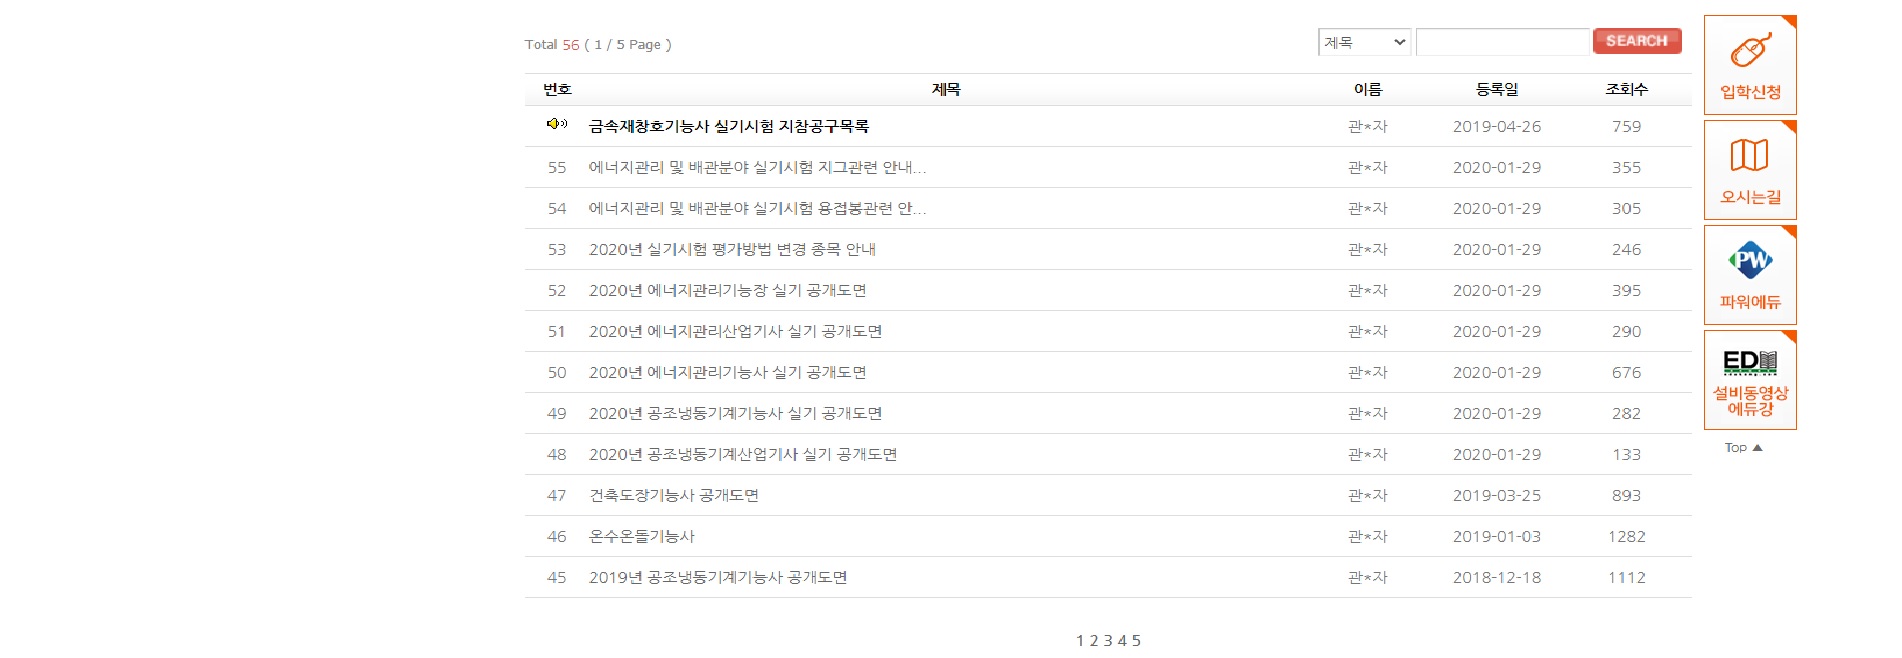 Total 56 ( 1 / 5 Page )
제목 SEARCH
번호 제목 이름 등록일 조회수
금속재창호기능사 실기시험 지참공구목록 관*자 2019-04-26 759
55 에너지관리 및 배관분야 실기시험 지그관련 안내... 관*자 2020-01-29 355
54 에너지관리 및 배관분야 실기시험 용접봉관련 안... 관*자 2020-01-29 305
53 2020년 실기시험 평가방법 변경 종목 안내 관*자 2020-01-29 246
52 2020년 에너지관리기능장 실기 공개도면 관*자 2020-01-29 395
51 2020년 에너지관리산업기사 실기 공개도면 관*자 2020-01-29 290
50 2020년 에너지관리기능사 실기 공개도면 관*자 2020-01-29 676
49 2020년 공조냉동기계기능사 실기 공개도면 관*자 2020-01-29 282
48 2020년 공조냉동기계산업기사 실기 공개도면 관*자 2020-01-29 133
47 건축도장기능사 공개도면 관*자 2019-03-25 893
46 온수온돌기능사 관*자 2019-01-03 1282
45 2019년 공조냉동기계기능사 공개도면 관*자 2018-12-18 1112
1 2 3 4 5
입학신청
오시는길
PW
파워에듀
EDU
설비동영상
에듀강
Top ▲